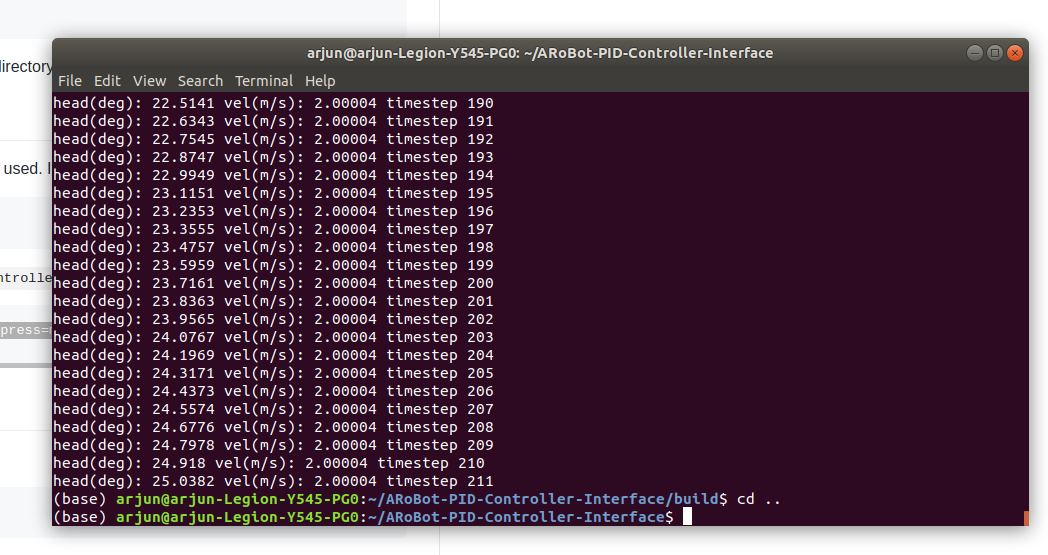 arjun@arjun-Legion-Y545-PG0: ~/ARoBot-PID-Controller-Interface
File Edit View Search Terminal Help
head(deg): 22.5141 vel(m/s): 2.00004 timestep 190
head(deg): 22.6343 vel(m/s): 2.00004 timestep 191
head(deg): 22.7545 vel(m/s): 2.00004 timestep 192
head(deg): 22.8747 vel(m/s): 2.00004 timestep 193
head(deg): 22.9949 vel(m/s): 2.00004 timestep 194
head(deg): 23.1151 vel(m/s): 2.00004 timestep 195
head(deg): 23.2353 vel(m/s): 2.00004 timestep 196
head(deg): 23.3555 vel(m/s): 2.00004 timestep 197
head(deg): 23.4757 vel(m/s): 2.00004 timestep 198
head(deg): 23.5959 vel(m/s): 2.00004 timestep 199
head(deg): 23.7161 vel(m/s): 2.00004 timestep 200
head(deg): 23.8363 vel(m/s): 2.00004 timestep 201
head(deg): 23.9565 vel(m/s): 2.00004 timestep 202
head(deg): 24.0767 vel(m/s): 2.00004 timestep 203
head(deg): 24.1969 vel(m/s): 2.00004 timestep 204
head(deg): 24.3171 vel(m/s): 2.00004 timestep 205
head(deg): 24.4373 vel(m/s): 2.00004 timestep 206
head(deg): 24.5574 vel(m/s): 2.00004 timestep 207
head(deg): 24.6776 vel(m/s): 2.00004 timestep 208
head(deg): 24.7978 vel(m/s): 2.00004 timestep 209
head(deg): 24.918 vel(m/s): 2.00004 timestep 210
head(deg): 25.0382 vel(m/s): 2.00004 timestep 211
(base) arjun@arjun-Legion-Y545-PG0:~/ARoBot-PID-Controller-Interface/build$ cd ..
(base) arjun@arjun-Legion-Y545-PG0:~/ARoBot-PID-Controller-Interface$
irectory
used.
ntrolle
press=